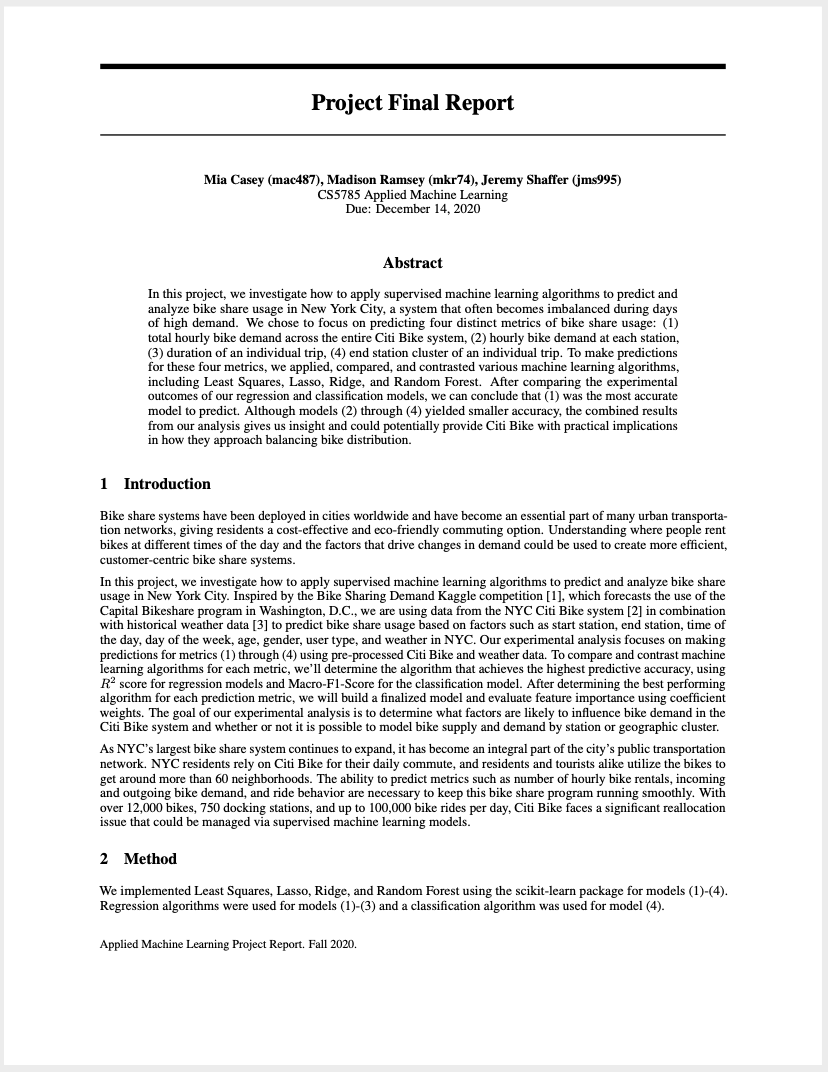 Project Final Report
Mia Casey (mac487), Madison Ramsey (mkr74), Jeremy Shaffer (jms995)
CS5785 Applied Machine Learning
Due: December 14, 2020
Abstract
In this project, we investigate how to apply supervised machine learning algorithms to predict and
analyze bike share usage in New York City, a system that often becomes imbalanced during days
of high demand. We chose to focus on predicting four distinct metrics of bike share usage: (1)
total hourly bike demand across the entire Citi Bike system, (2) hourly bike demand at each station,
(3) duration of an individual trip, (4) end station cluster of an individual trip. To make predictions
for these four metrics, we applied, compared, and contrasted various machine learning algorithms,
including Least Squares, Lasso, Ridge, and Random Forest. After comparing the experimental
outcomes of our regression and classification models, we can conclude that (1) was the most accurate
model to predict. Although models (2) through (4) yielded smaller accuracy, the combined results
from our analysis gives us insight and could potentially provide Citi Bike with practical implications
in how they approach balancing bike distribution.
1 Introduction
Bike share systems have been deployed in cities worldwide and have become an essential part of many urban transporta-
tion networks, giving residents a cost-effective and eco-friendly commuting option. Understanding where people rent
bikes at different times of the day and the factors that drive changes in demand could be used to create more efficient,
customer-centric bike share systems.
In this project, we investigate how to apply supervised machine learning algorithms to predict and analyze bike share
usage in New York City. Inspired by the Bike Sharing Demand Kaggle competition [1], which forecasts the use of the
Capital Bikeshare program in Washington, D.C., we are using data from the NYC Citi Bike system [2] in combination
with historical weather data [3] to predict bike share usage based on factors such as start station, end station, time of
the day, day of the week, age, gender, user type, and weather in NYC. Our experimental analysis focuses on making
predictions for metrics (1) through (4) using pre-processed Citi Bike and weather data. To compare and contrast machine
learning algorithms for each metric, we'll determine the algorithm that achieves the highest predictive accuracy, using
R² score for regression models and Macro-F1-Score for the classification model. After determining the best performing
algorithm for each prediction metric, we will build a finalized model and evaluate feature importance using coefficient
weights. The goal of our experimental analysis is to determine what factors are likely to influence bike demand in the
Citi Bike system and whether or not it is possible to model bike supply and demand by station or geographic cluster.
As NYC's largest bike share system continues to expand, it has become an integral part of the city's public transportation
network. NYC residents rely on Citi Bike for their daily commute, and residents and tourists alike utilize the bikes to
get around more than 60 neighborhoods. The ability to predict metrics such as number of hourly bike rentals, incoming
and outgoing bike demand, and ride behavior are necessary to keep this bike share program running smoothly. With
over 12,000 bikes, 750 docking stations, and up to 100,000 bike rides per day, Citi Bike faces a significant reallocation
issue that could be managed via supervised machine learning models.
2 Method
We implemented Least Squares, Lasso, Ridge, and Random Forest using the scikit-learn package for models (1)-(4).
Regression algorithms were used for models (1)-(3) and a classification algorithm was used for model (4).
Applied Machine Learning Project Report. Fall 2020.